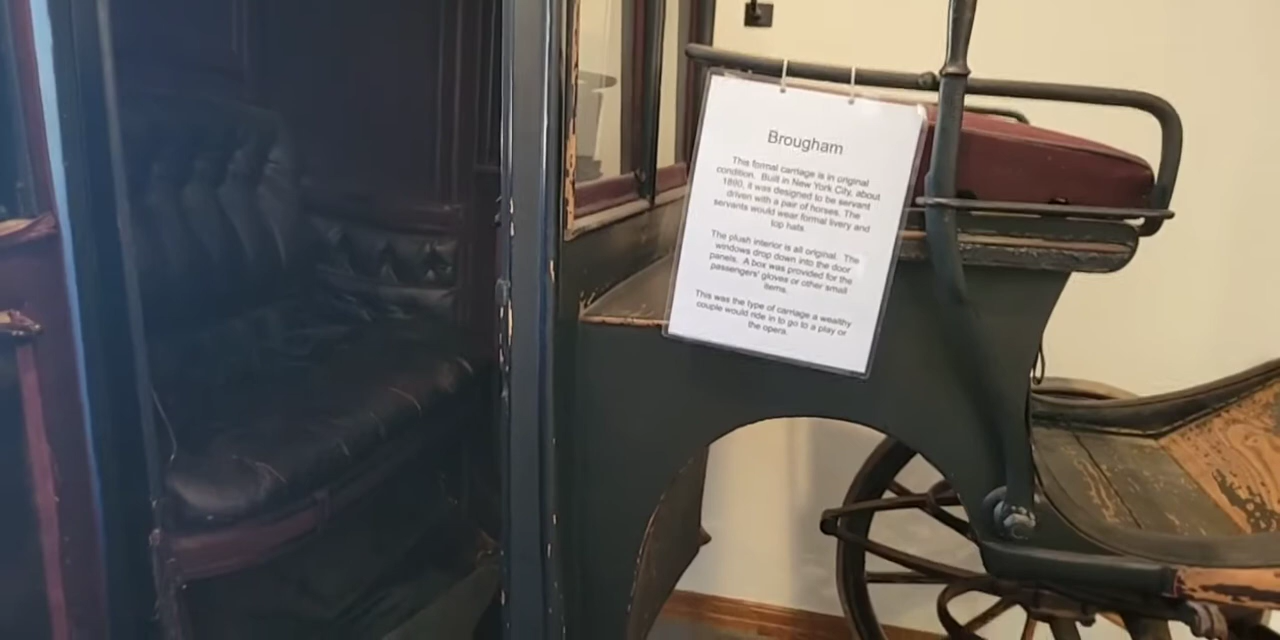 Brougham
This formal carriage is in original
condition. Built in New York City, about
1890, it was designed to be servant
driven with a pair of horses. The
servants would wear formal livery and
top hats.
The plush interior is all original. The
windows drop down into the door
panels. A box was provided for the
passengers' gloves or other small
items.
This was the type of carriage a wealthy
couple would ride in to go to a play or
the opera.